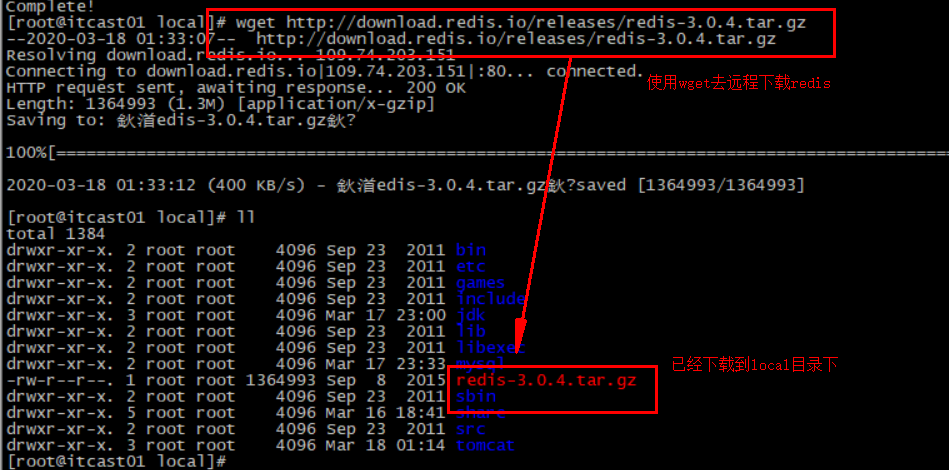 Complete!
[root@itcast01 local]# wget http://download.redis.io/releases/redis-3.0.4.tar.gz
--2020-03-18 01:33:07-- http://download.redis.io/releases/redis-3.0.4.tar.gz
Resolving download.redis.io... 109.74.203.151
Connecting to download.redis.io|109.74.203.151|:80... connected.
使用wget去远程下载redis
HTTP request sent, awaiting response... 200 OK
Length: 1364993 (1.3M) [application/x-gzip]
Saving to: 鈥渞edis-3.0.4.tar.gz鈥?
100%[==================================================================
2020-03-18 01:33:12 (400 KB/s) - 鈥渞edis-3.0.4.tar.gz鈥?saved [1364993/1364993]
[root@itcast01 local]# ll
total 1384
drwxr-xr-x. 2 root root 4096 Sep 23 2011 bin
drwxr-xr-x. 2 root root 4096 Sep 23 2011 etc
drwxr-xr-x. 2 root root 4096 Sep 23 2011 games
drwxr-xr-x. 2 root root 4096 Sep 23 2011 include
drwxr-xr-x. 3 root root 4096 Mar 17 23:00 jdk
drwxr-xr-x. 2 root root 4096 Sep 23 2011 lib
drwxr-xr-x. 2 root root 4096 Sep 23 2011 libexec
drwxr-xr-x. 2 root root 4096 Mar 17 23:33 mysql
已经下载到local目录下
-rw-r--r--. 1 root root 1364993 Sep 8 2015 redis-3.0.4.tar.gz
drwxr-xr-x. 2 root root 4096 Sep 23 2011 sbin
drwxr-xr-x. 5 root root 4096 Mar 16 18:41 share
drwxr-xr-x. 2 root root 4096 Sep 23 2011 src
drwxr-xr-x. 3 root root 4096 Mar 18 01:14 tomcat
[root@itcast01 local]#